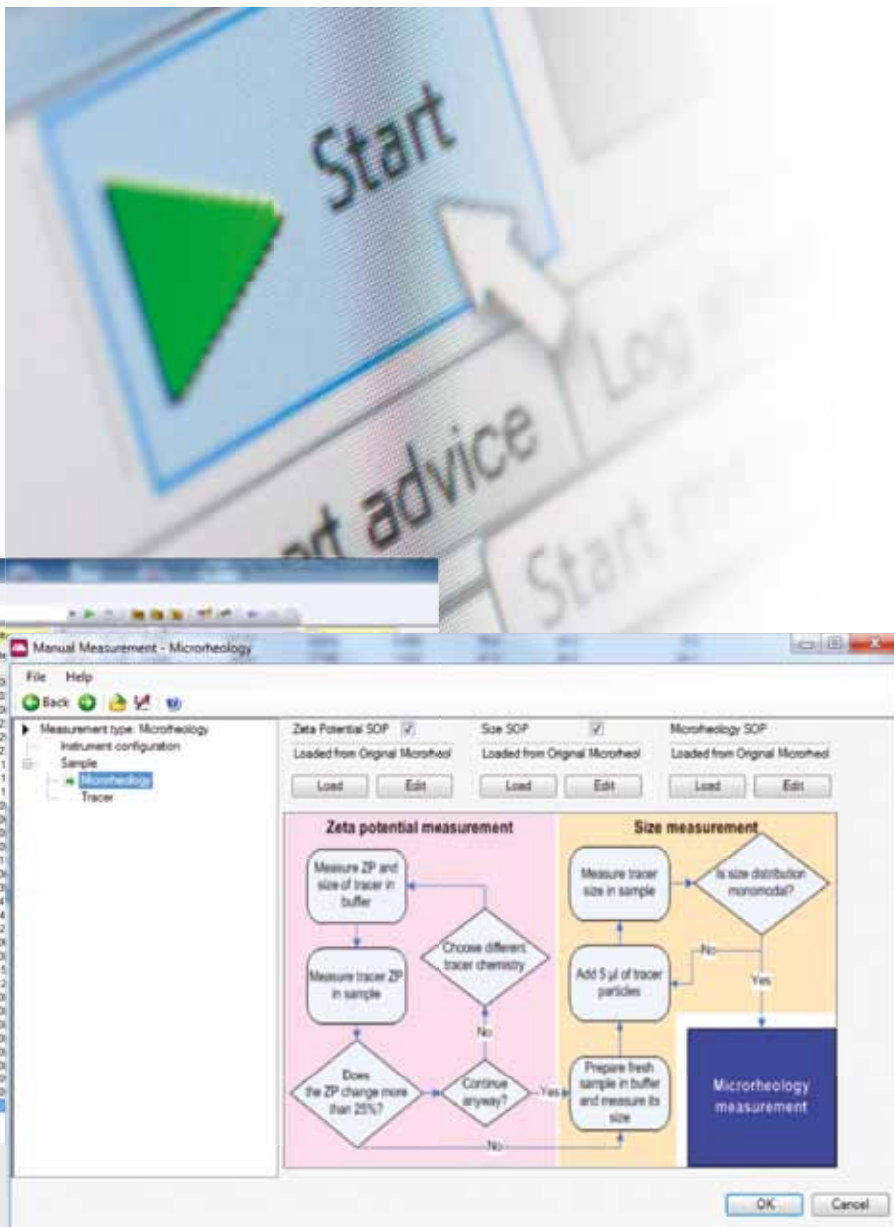 Start
Log
rt advice
Start
Manual Measurement - Microrheology
File Help
Back
Measurement type: Microrheology
Instrument configuration
Sample
Microrheology
Tracer
Zeta Potential SOP
Size SOP
Microrheology SOP
Loaded from Original Microrheol
Loaded from Original Microrheol
Loaded from Original Microrheol
Load Edit
Load Edit
Load Edit
Zeta potential measurement
Measure ZP and
size of tracer in
buffer
Measure tracer ZP
in sample
Does
the ZP change more
than 25%?
Choose different
tracer chemistry
No
Continue
anyway?
Yes
No
Size measurement
Measure tracer
size in sample
Is size distribution
monomodal?
Add 5 µl of tracer
particles
No
Yes
Prepare fresh
sample in buffer
and measure its
size
Microrheology
measurement
OK Cancel